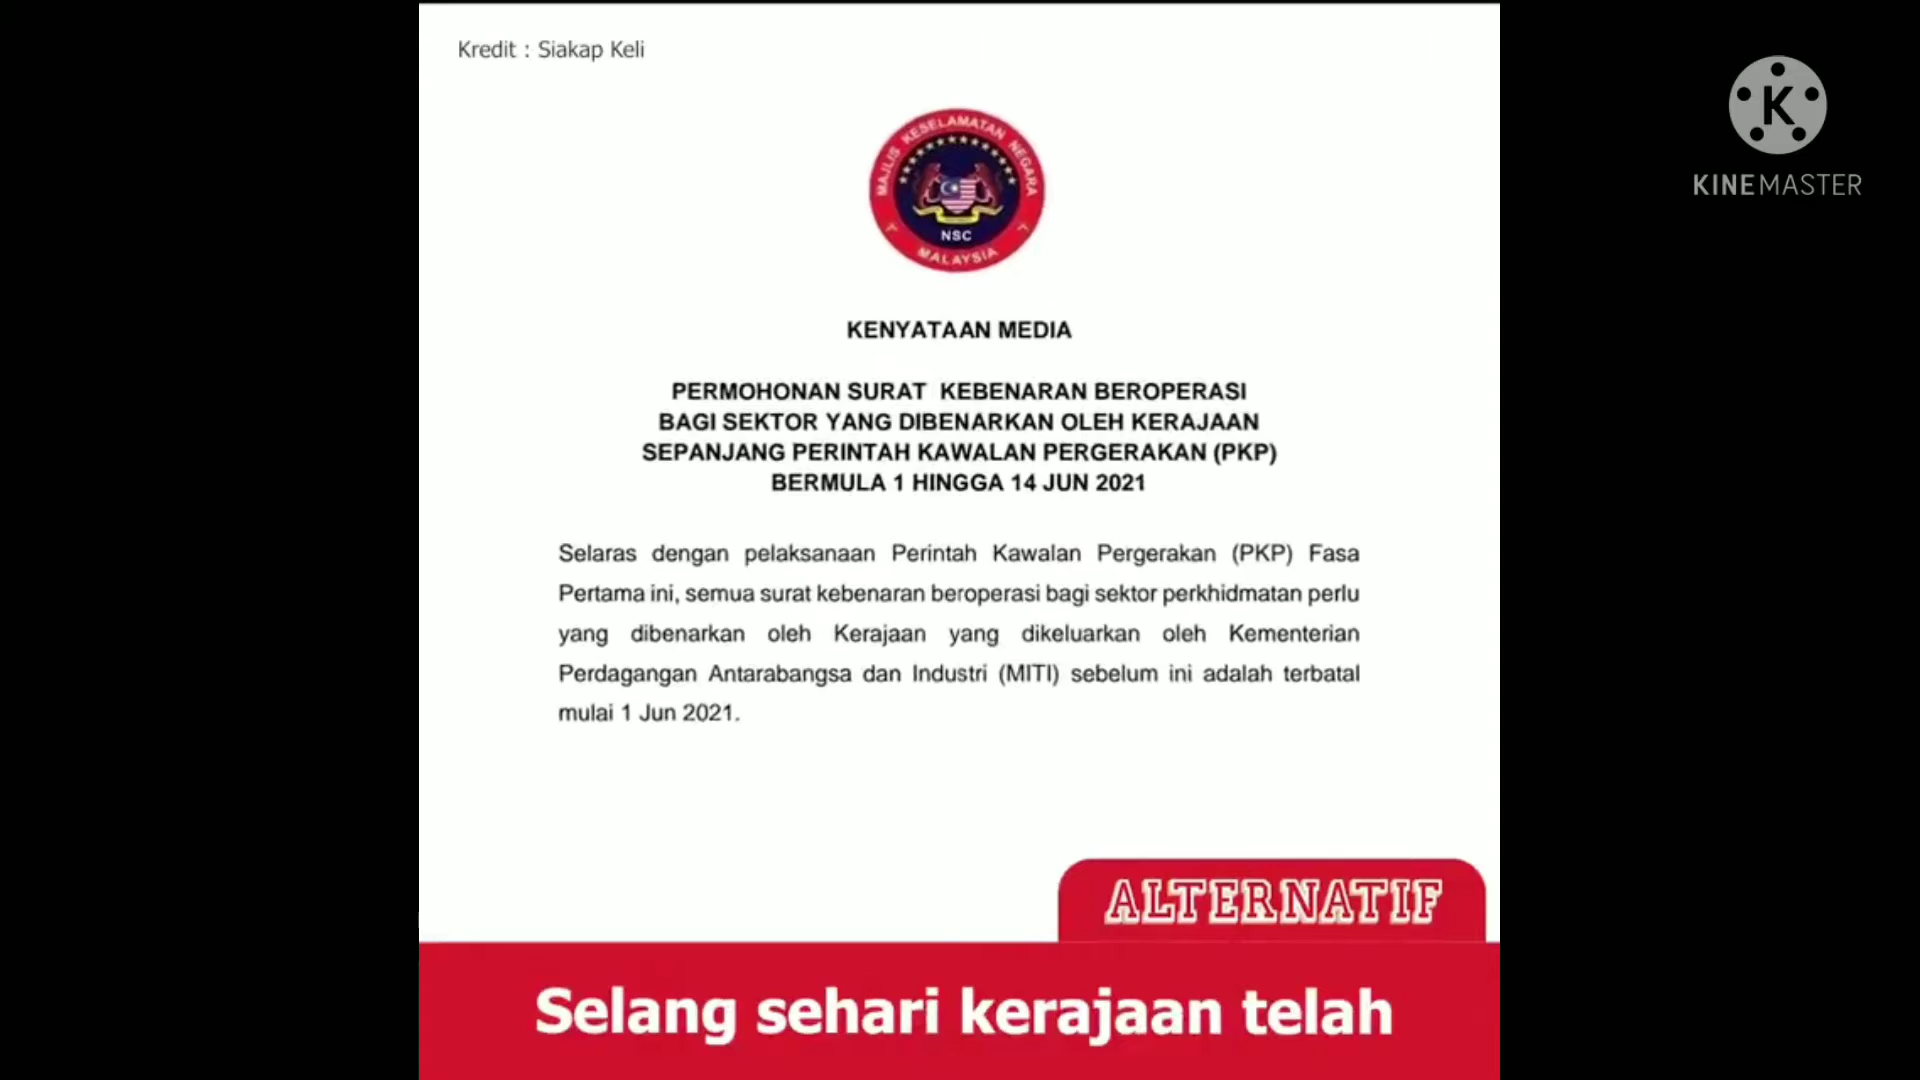 Kredit : Siakap Keli
MAJLIS KESELAMATAN NEGARA
NSC
MALAYSIA
K
KINEMASTER
KENYATAAN MEDIA
PERMOHONAN SURAT KEBENARAN BEROPERASI
BAGI SEKTOR YANG DIBENARKAN OLEH KERAJAAN
SEPANJANG PERINTAH KAWALAN PERGERAKAN (PKP)
BERMULA 1 HINGGA 14 JUN 2021
Selaras dengan pelaksanaan Perintah Kawalan Pergerakan (PKP) Fasa
Pertama ini, semua surat kebenaran beroperasi bagi sektor perkhidmatan perlu
yang dibenarkan oleh Kerajaan yang dikeluarkan oleh Kementerian
Perdagangan Antarabangsa dan Industri (MITI) sebelum ini adalah terbatal
mulai 1 Jun 2021.
ALTERNATIF
Selang sehari kerajaan telah